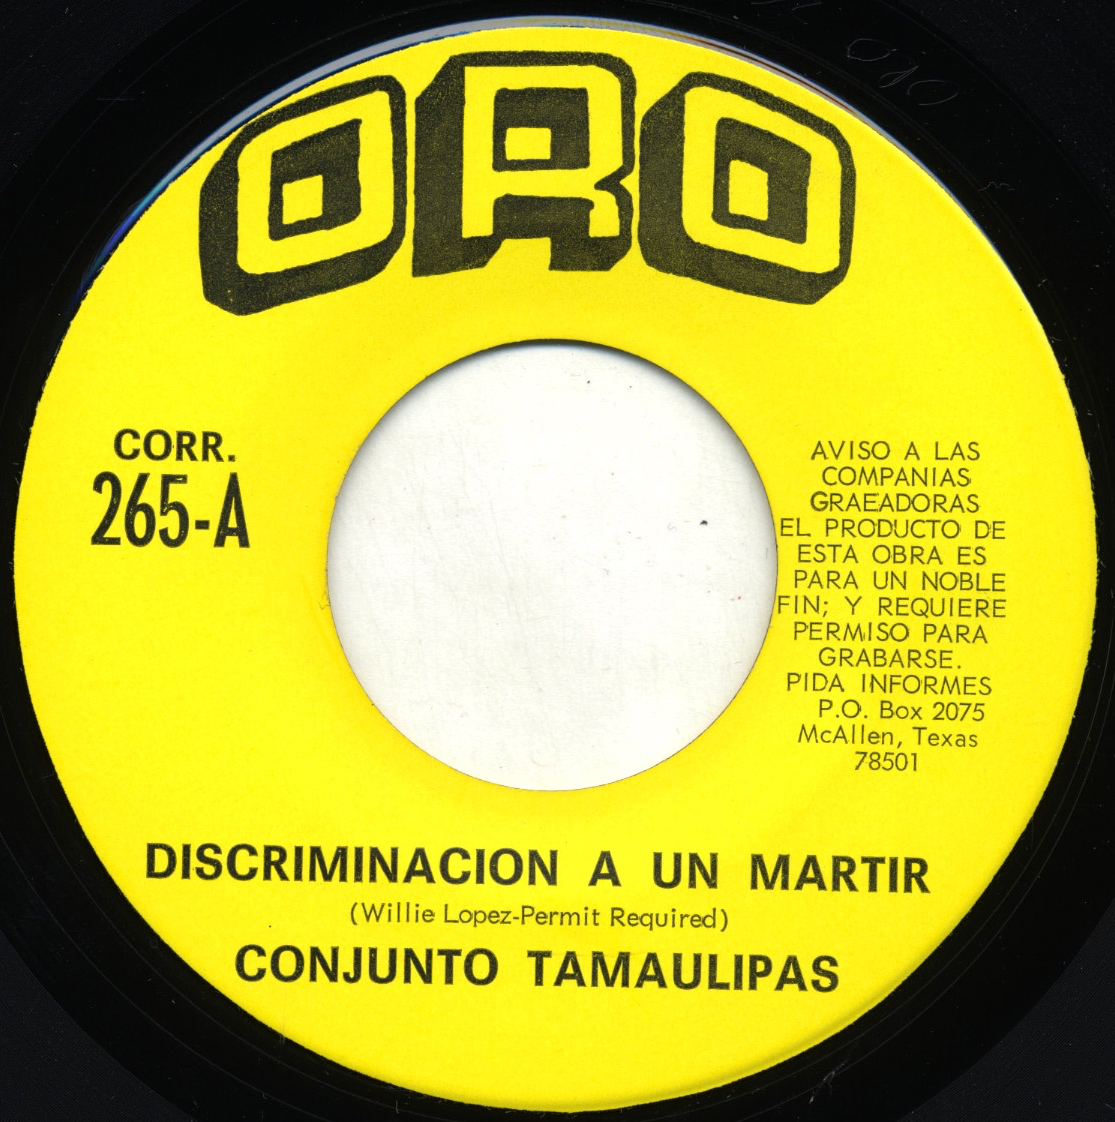 ORO
CORR.
265-A
AVISO A LAS
COMPANIAS
GRAEADORAS
EL PRODUCTO DE
ESTA OBRA ES
PARA UN NOBLE
FIN; Y REQUIERE
PERMISO PARA
GRABARSE.
PIDA INFORMES
P.O. Box 2075
McAllen, Texas
78501
DISCRIMINACION A UN MARTIR
(Willie Lopez-Permit Required)
CONJUNTO TAMAULIPAS